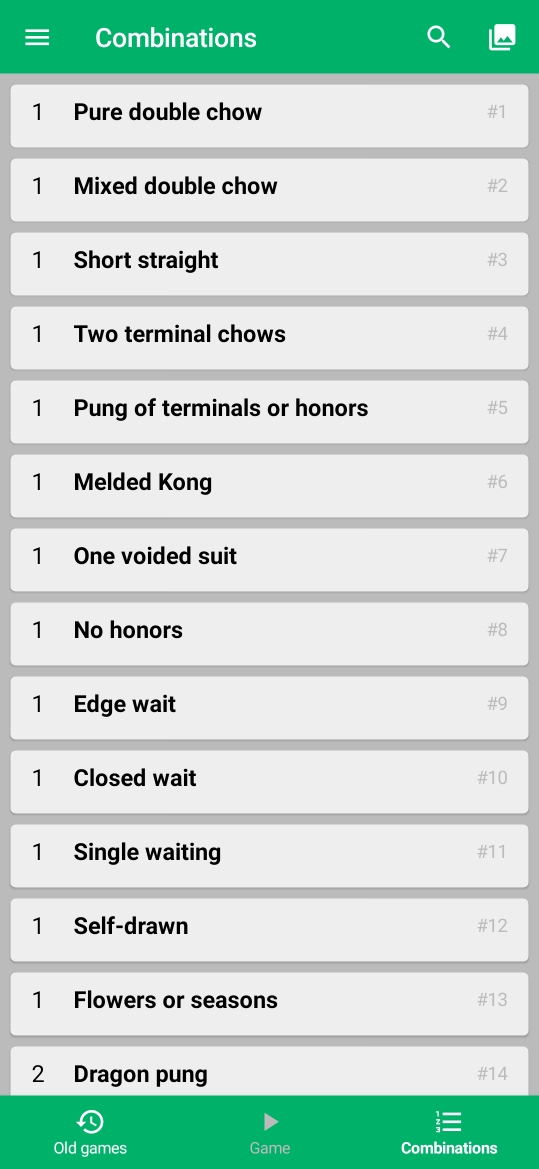 Combinations
1 Pure double chow #1
1 Mixed double chow #2
1 Short straight #3
1 Two terminal chows #4
1 Pung of terminals or honors #5
1 Melded Kong #6
1 One voided suit #7
1 No honors #8
1 Edge wait #9
1 Closed wait #10
1 Single waiting #11
1 Self-drawn #12
1 Flowers or seasons #13
2 Dragon pung #14
Old games Game Combinations